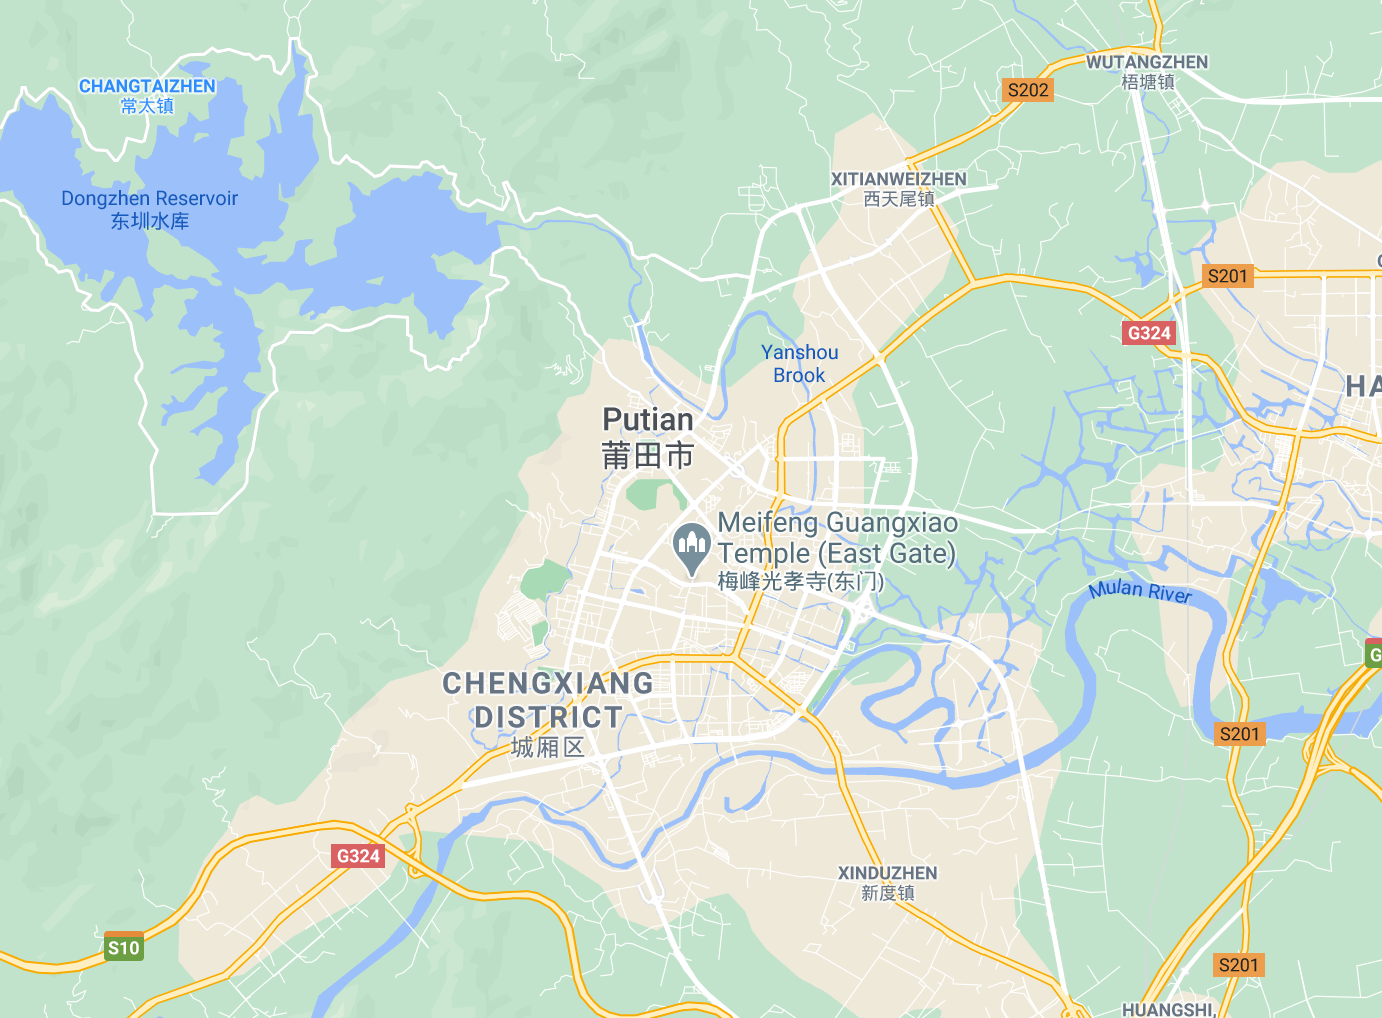 WUTANGZHEN
梧塘镇
CHANGTAIZHEN
常太镇
S202
XITIANWEIZHEN
西天尾镇
Dongzhen Reservoir
东圳水库
S201
G324
Yanshou
Brook
HA
Putian
莆田市
Meifeng Guangxiao
Temple (East Gate)
梅峰光孝寺(东门)
Mulan River
G
CHENGXIANG
DISTRICT
城厢区
S201
G324
XINDUZHEN
新度镇
S10
S201
HUANGSHI,